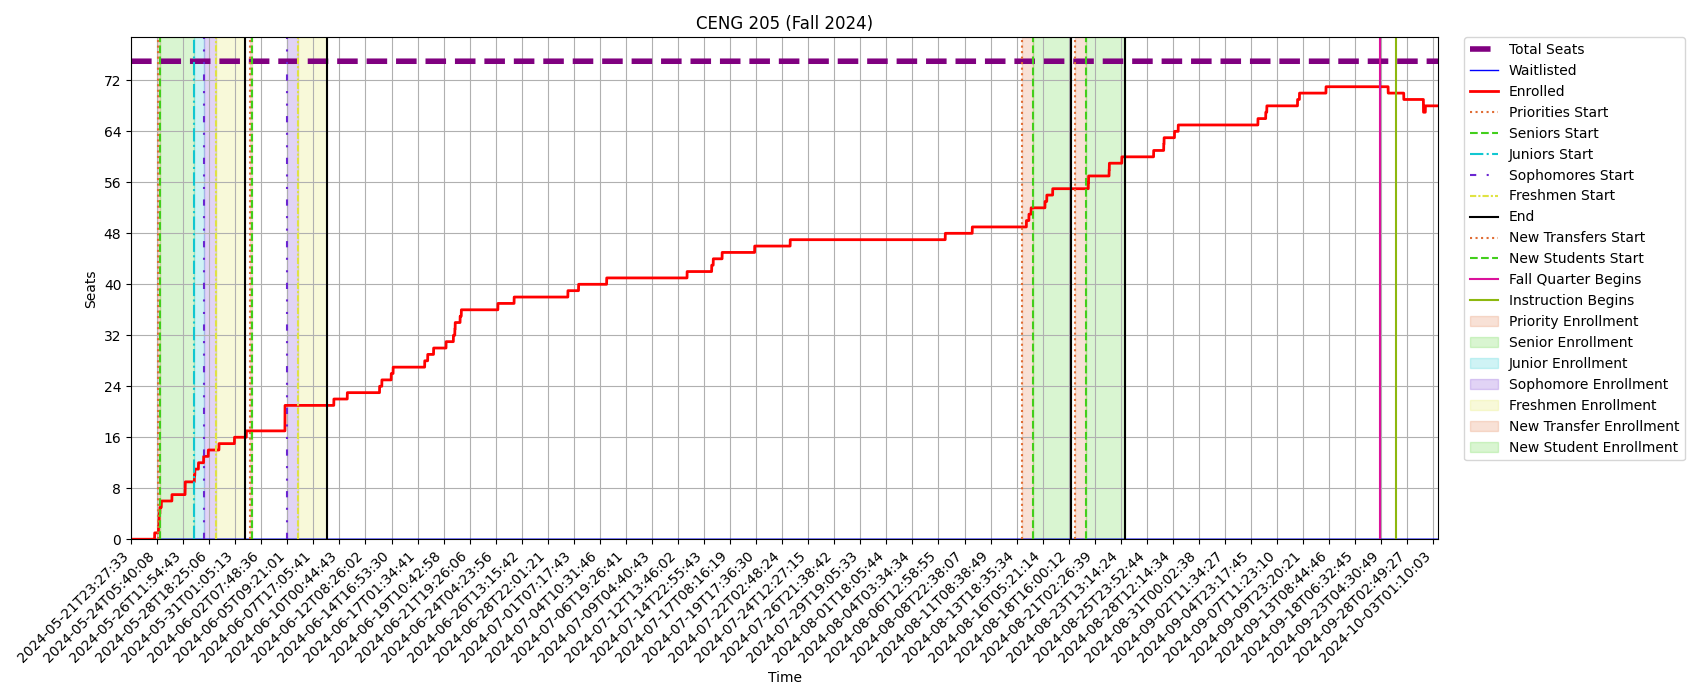 CENG 205 (Fall 2024)
Seats
72
64
56
48
40
32
24
16
8
0
2024-05-21T23:27:33
2024-05-24T05:40:08
2024-05-26T11:54:43
2024-05-28T18:25:06
2024-05-31T01:05:13
2024-06-02T07:48:36
2024-06-05T09:21:01
2024-06-07T17:05:41
2024-06-10T00:44:43
2024-06-12T08:26:02
2024-06-14T16:53:30
2024-06-17T01:34:41
2024-06-19T10:42:58
2024-06-21T19:26:06
2024-06-24T04:23:56
2024-06-26T13:15:42
2024-06-28T22:01:21
2024-07-01T07:17:43
2024-07-04T10:31:46
2024-07-06T19:26:41
2024-07-09T04:40:43
2024-07-12T13:46:02
2024-07-14T22:55:43
2024-07-17T08:16:19
2024-07-19T17:36:30
2024-07-22T02:48:24
2024-07-24T12:27:15
2024-07-26T21:38:42
2024-07-29T19:05:33
2024-08-01T18:05:44
2024-08-04T03:34:34
2024-08-06T12:58:55
2024-08-08T22:38:07
2024-08-11T08:38:49
2024-08-13T18:35:34
2024-08-16T05:21:14
2024-08-18T16:00:12
2024-08-21T02:26:39
2024-08-23T13:14:24
2024-08-25T23:52:44
2024-08-28T12:14:34
2024-08-31T00:02:38
2024-09-02T11:34:27
2024-09-04T23:17:45
2024-09-07T11:23:10
2024-09-09T23:20:21
2024-09-13T08:44:46
2024-09-18T06:32:45
2024-09-23T04:30:49
2024-09-28T02:49:27
2024-10-03T01:10:03
Time
Total Seats
Waitlisted
Enrolled
Priorities Start
Seniors Start
Juniors Start
Sophomores Start
Freshmen Start
End
New Transfers Start
New Students Start
Fall Quarter Begins
Instruction Begins
Priority Enrollment
Senior Enrollment
Junior Enrollment
Sophomore Enrollment
Freshmen Enrollment
New Transfer Enrollment
New Student Enrollment